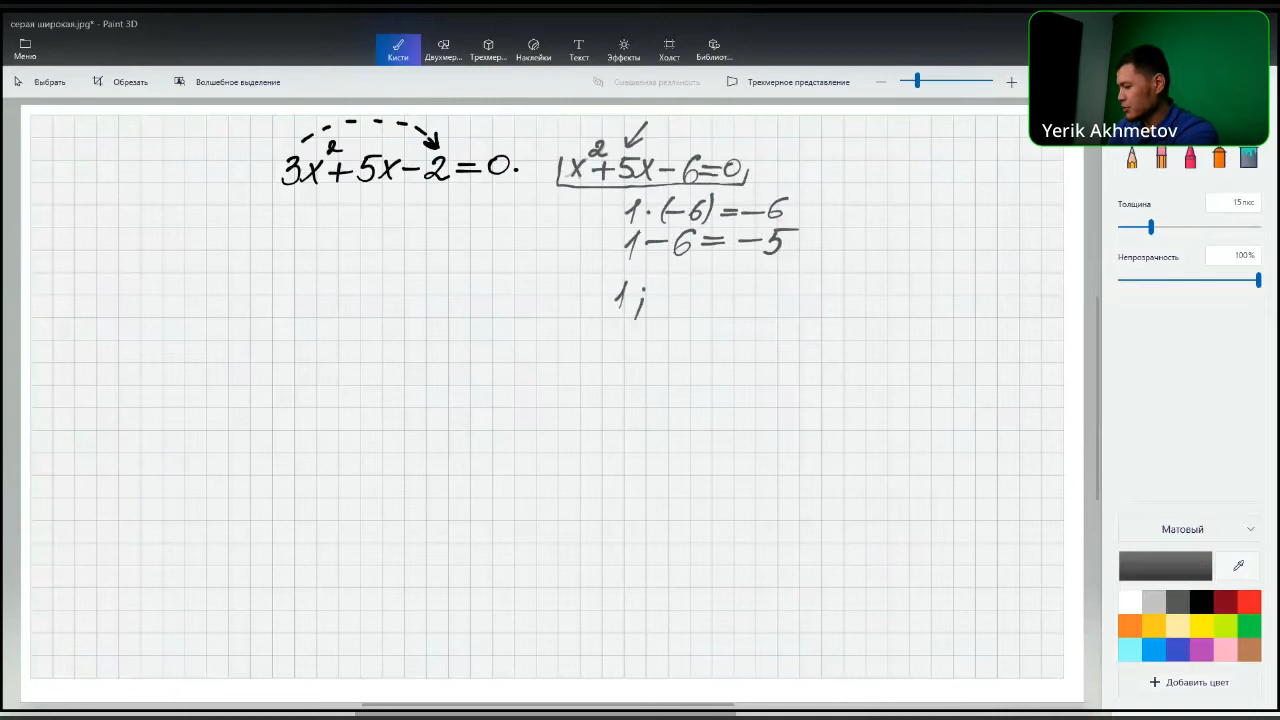 серая широкая.jpg* - Paint 3D
Меню
Кисти
Двухмер...
Трехмер...
Наклейки
Текст
Эффекты
Холст
Библиот...
Выбрать
Обрезать
Волшебное выделение
Смешанная реальность
Трехмерное представление
Yerik Akhmetov
3x²+5x-2=0.
x²+5x-6=0
1·(-6)=-6
1-6=-5
1;
Толщина
15 пкс
Непрозрачность
100%
Матовый
Добавить цвет